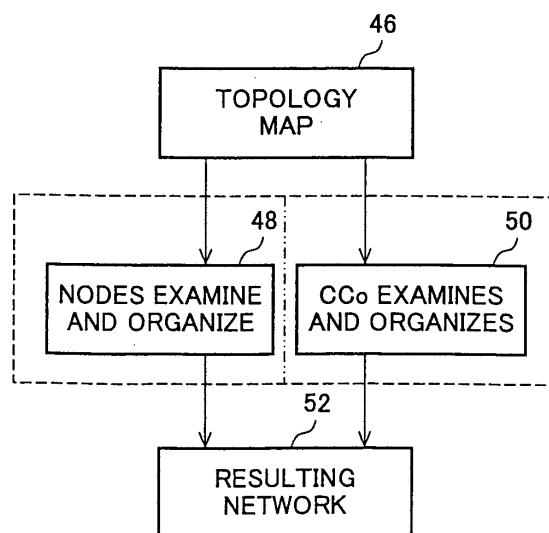 46
TOPOLOGY
MAP
48
50
NODES EXAMINE
AND ORGANIZE
CCo EXAMINES
AND ORGANIZES
52
RESULTING
NETWORK